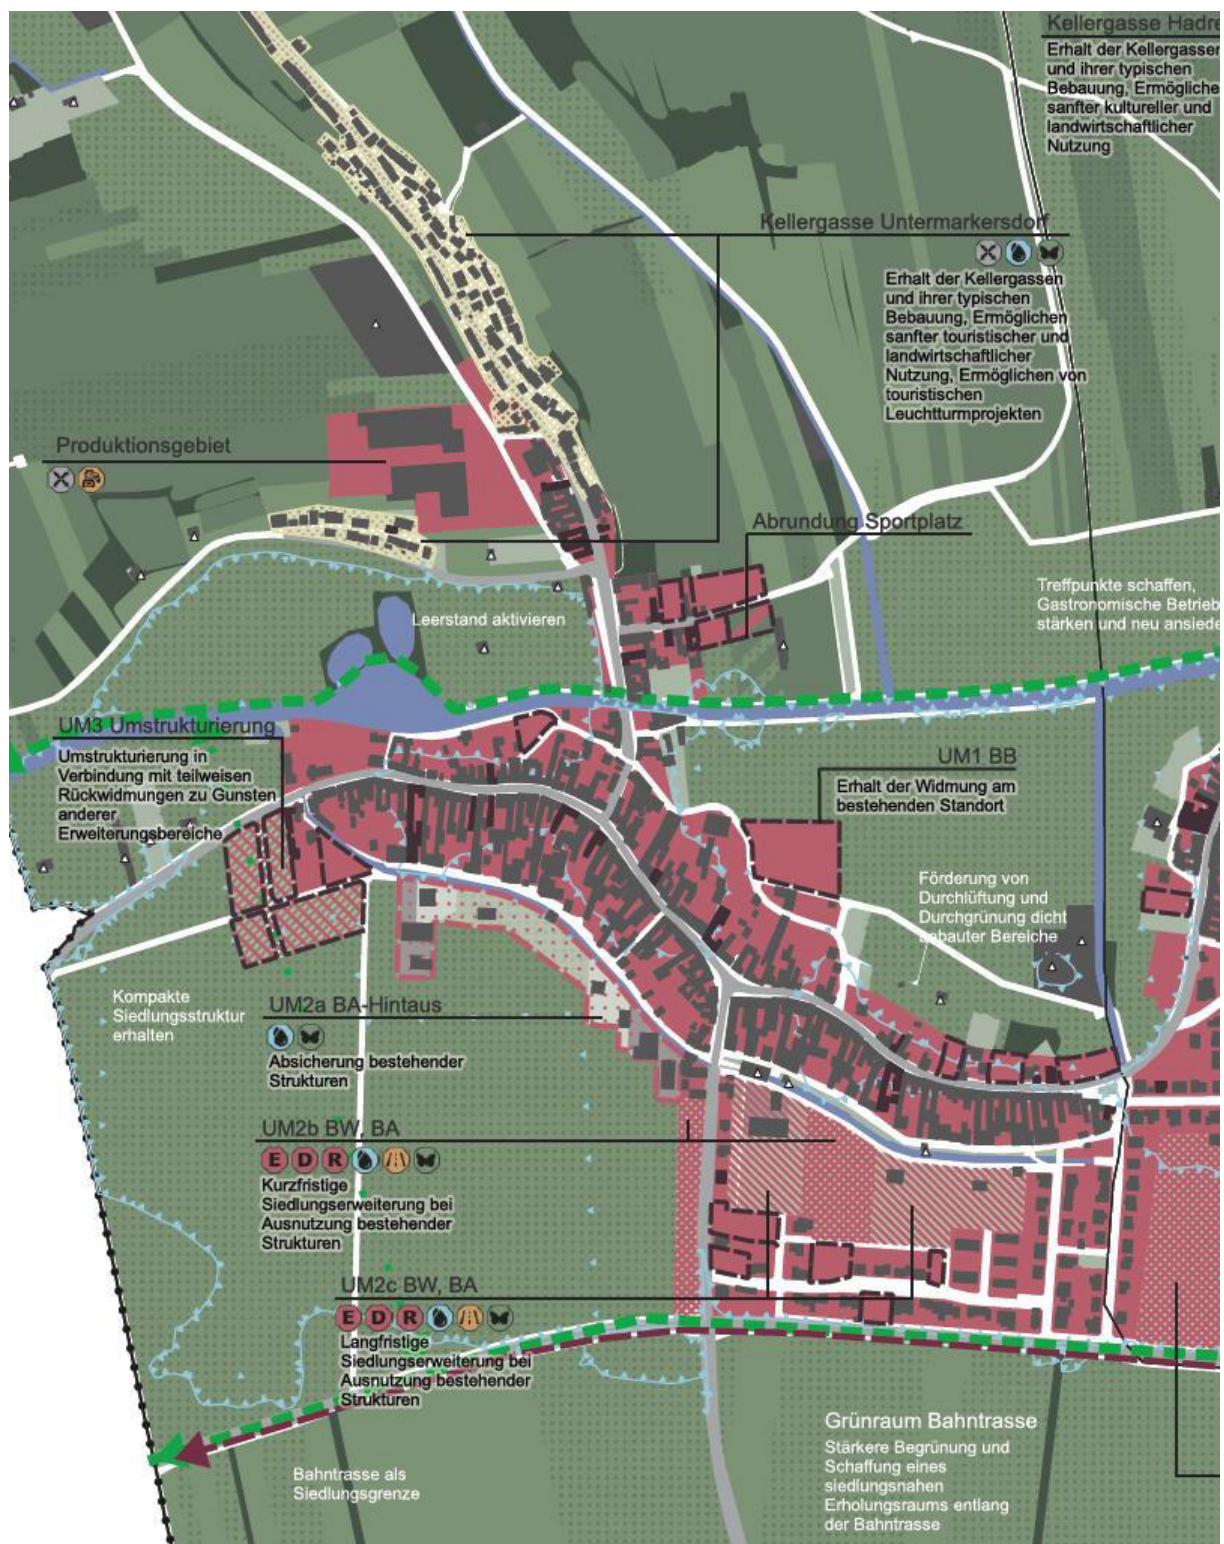 Kellergasse Hadre
Erhalt der Kellergassen
und ihrer typischen
Bebauung, Ermögliche
sanfter kultureller und
landwirtschaftlicher
Nutzung
Kellergasse Untermarkersdorf
Erhalt der Kellergassen
und ihrer typischen
Bebauung, Ermöglichen
sanfter touristischer und
landwirtschaftlicher
Nutzung, Ermöglichen von
touristischen
Leuchtturmprojekten
Produktionsgebiet
Abrundung Sportplatz
Treffpunkte schaffen,
Gastronomische Betrieb
stärken und neu ansiede
Leerstand aktivieren
UM3 Umstrukturierung
Umstrukturierung in
Verbindung mit teilweisen
Rückwidmungen zu Gunsten
anderer
Erweiterungsbereiche
UM1 BB
Erhalt der Widmung am
bestehenden Standort
Förderung von
Durchlüftung und
Durchgrünung dicht
bebauter Bereiche
Kompakte
Siedlungsstruktur
erhalten
UM2a BA-Hintaus
Absicherung bestehender
Strukturen
UM2b BW, BA
E D R
Kurzfristige
Siedlungserweiterung bei
Ausnutzung bestehender
Strukturen
UM2c BW, BA
E D R
Langfristige
Siedlungserweiterung bei
Ausnutzung bestehender
Strukturen
Grünraum Bahntrasse
Stärkere Begrünung und
Schaffung eines
siedlungsnahen
Erholungsraums entlang
der Bahntrasse
Bahntrasse als
Siedlungsgrenze